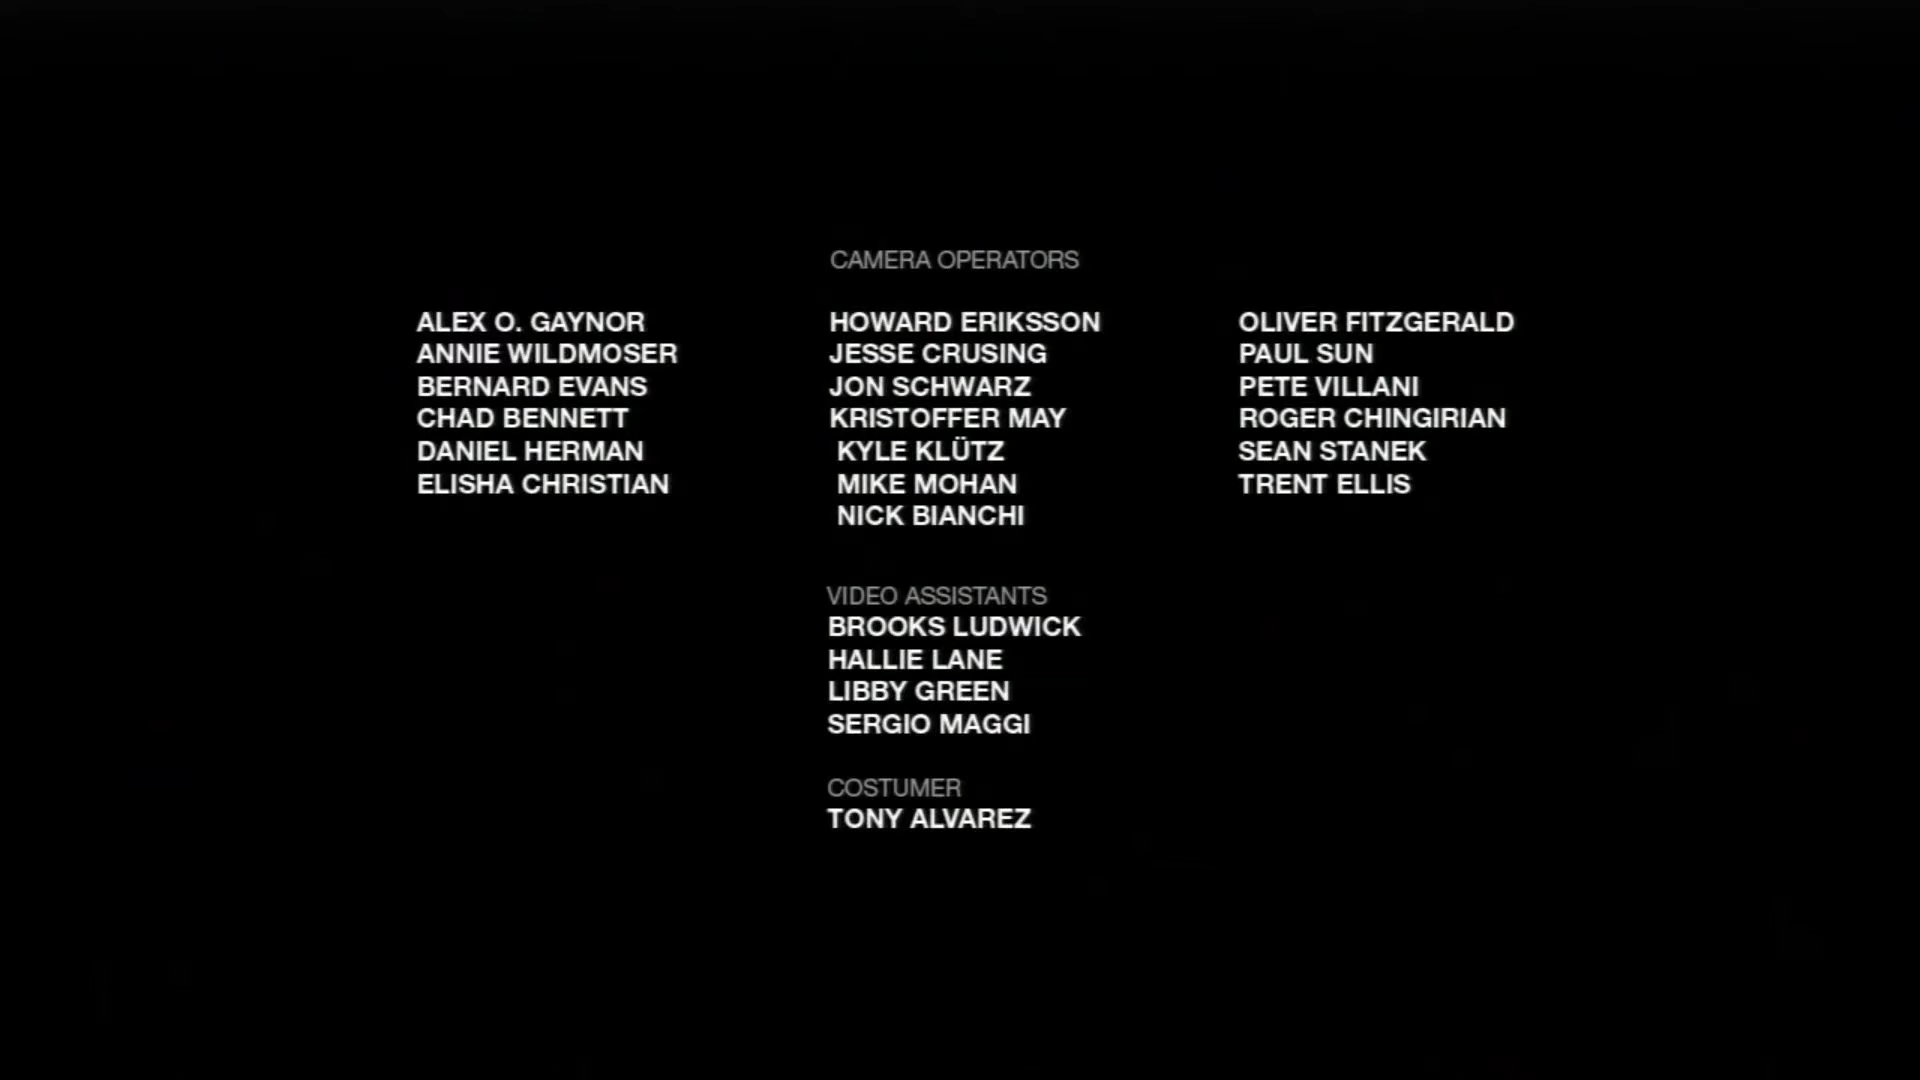 CAMERA OPERATORS
ALEX O. GAYNOR
ANNIE WILDMOSER
BERNARD EVANS
CHAD BENNETT
DANIEL HERMAN
ELISHA CHRISTIAN
HOWARD ERIKSSON
JESSE CRUSING
JON SCHWARZ
KRISTOFFER MAY
KYLE KLÜTZ
MIKE MOHAN
NICK BIANCHI
OLIVER FITZGERALD
PAUL SUN
PETE VILLANI
ROGER CHINGIRIAN
SEAN STANEK
TRENT ELLIS
VIDEO ASSISTANTS
BROOKS LUDWICK
HALLIE LANE
LIBBY GREEN
SERGIO MAGGI
COSTUMER
TONY ALVAREZ